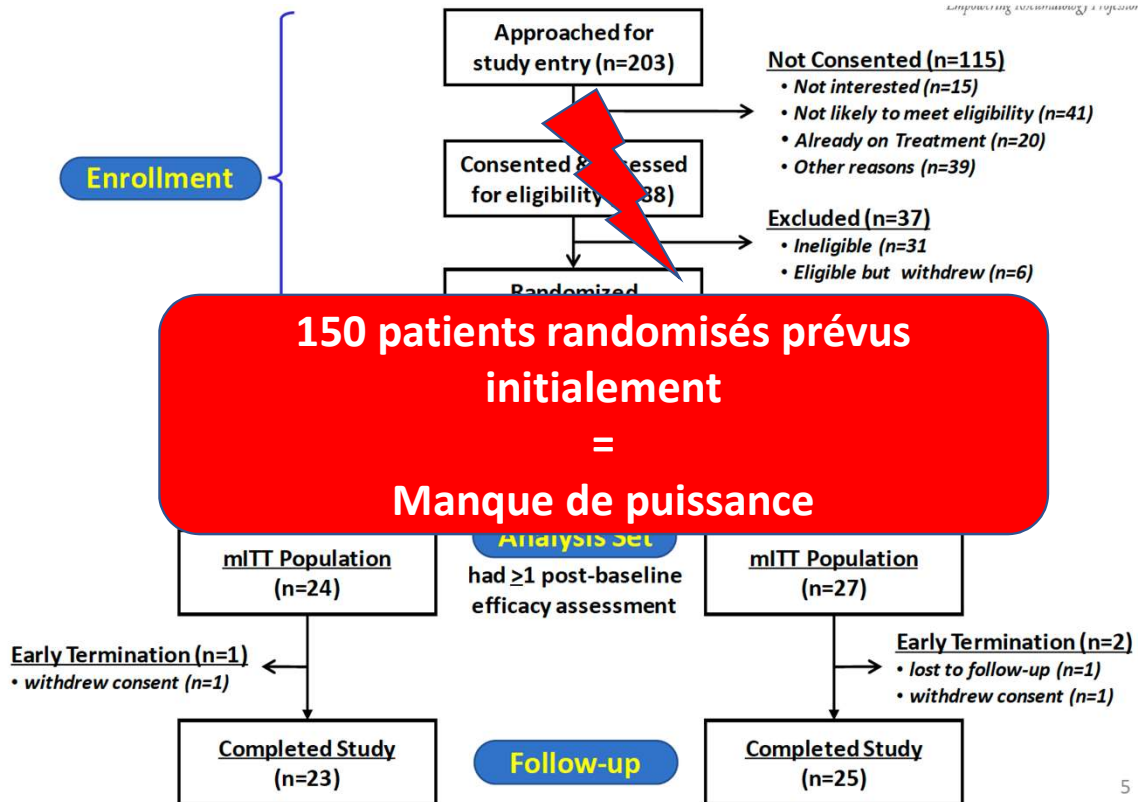 Approached for
study entry (n=203)
Not Consented (n=115)
• Not interested (n=15)
• Not likely to meet eligibility (n=41)
• Already on Treatment (n=20)
• Other reasons (n=39)
Enrollment
Consented &
for eligibility
Excluded (n=37)
• Ineligible (n=31
• Eligible but withdrew (n=6)
Randomized
150 patients randomisés prévus
initialement
=
Manque de puissance
Analysis Set
had ≥1 post-baseline
efficacy assessment
mITT Population
(n=24)
mITT Population
(n=27)
Early Termination (n=1)
• withdrew consent (n=1)
Early Termination (n=2)
• lost to follow-up (n=1)
• withdrew consent (n=1)
Completed Study
(n=23)
Follow-up
Completed Study
(n=25)
5